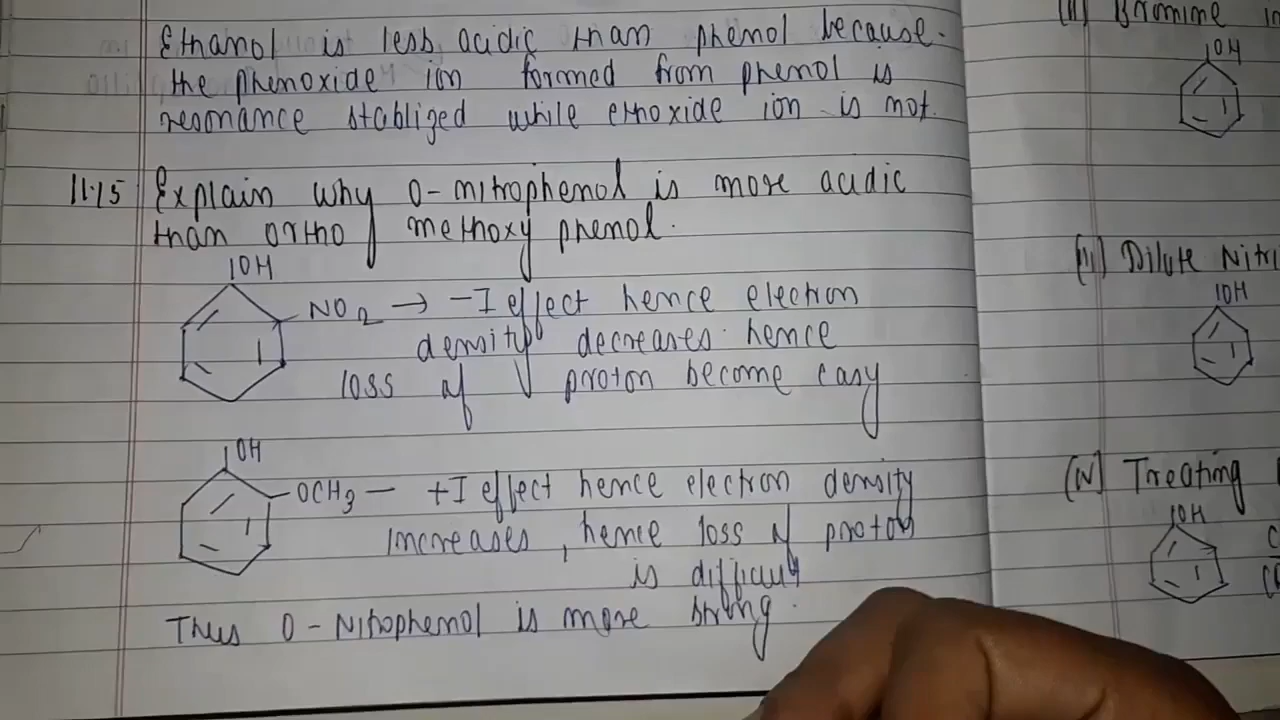 Ethanol is less acidic than phenol because
the phenoxide ion formed from phenol is
resonance stablized while ethoxide ion is not.
11.15 Explain why O-nitrophenol is more acidic
than ortho methoxy phenol.
OH
NO2 → -I effect hence electron
density decreases hence
loss of proton become easy
OH
OCH3 — +I effect hence electron density
increases, hence loss of proton
is difficult
Thus O-Nitrophenol is more strong.
(II) Bromine in
OH
Dilute Nitri
OH
(IV) Treating
OH